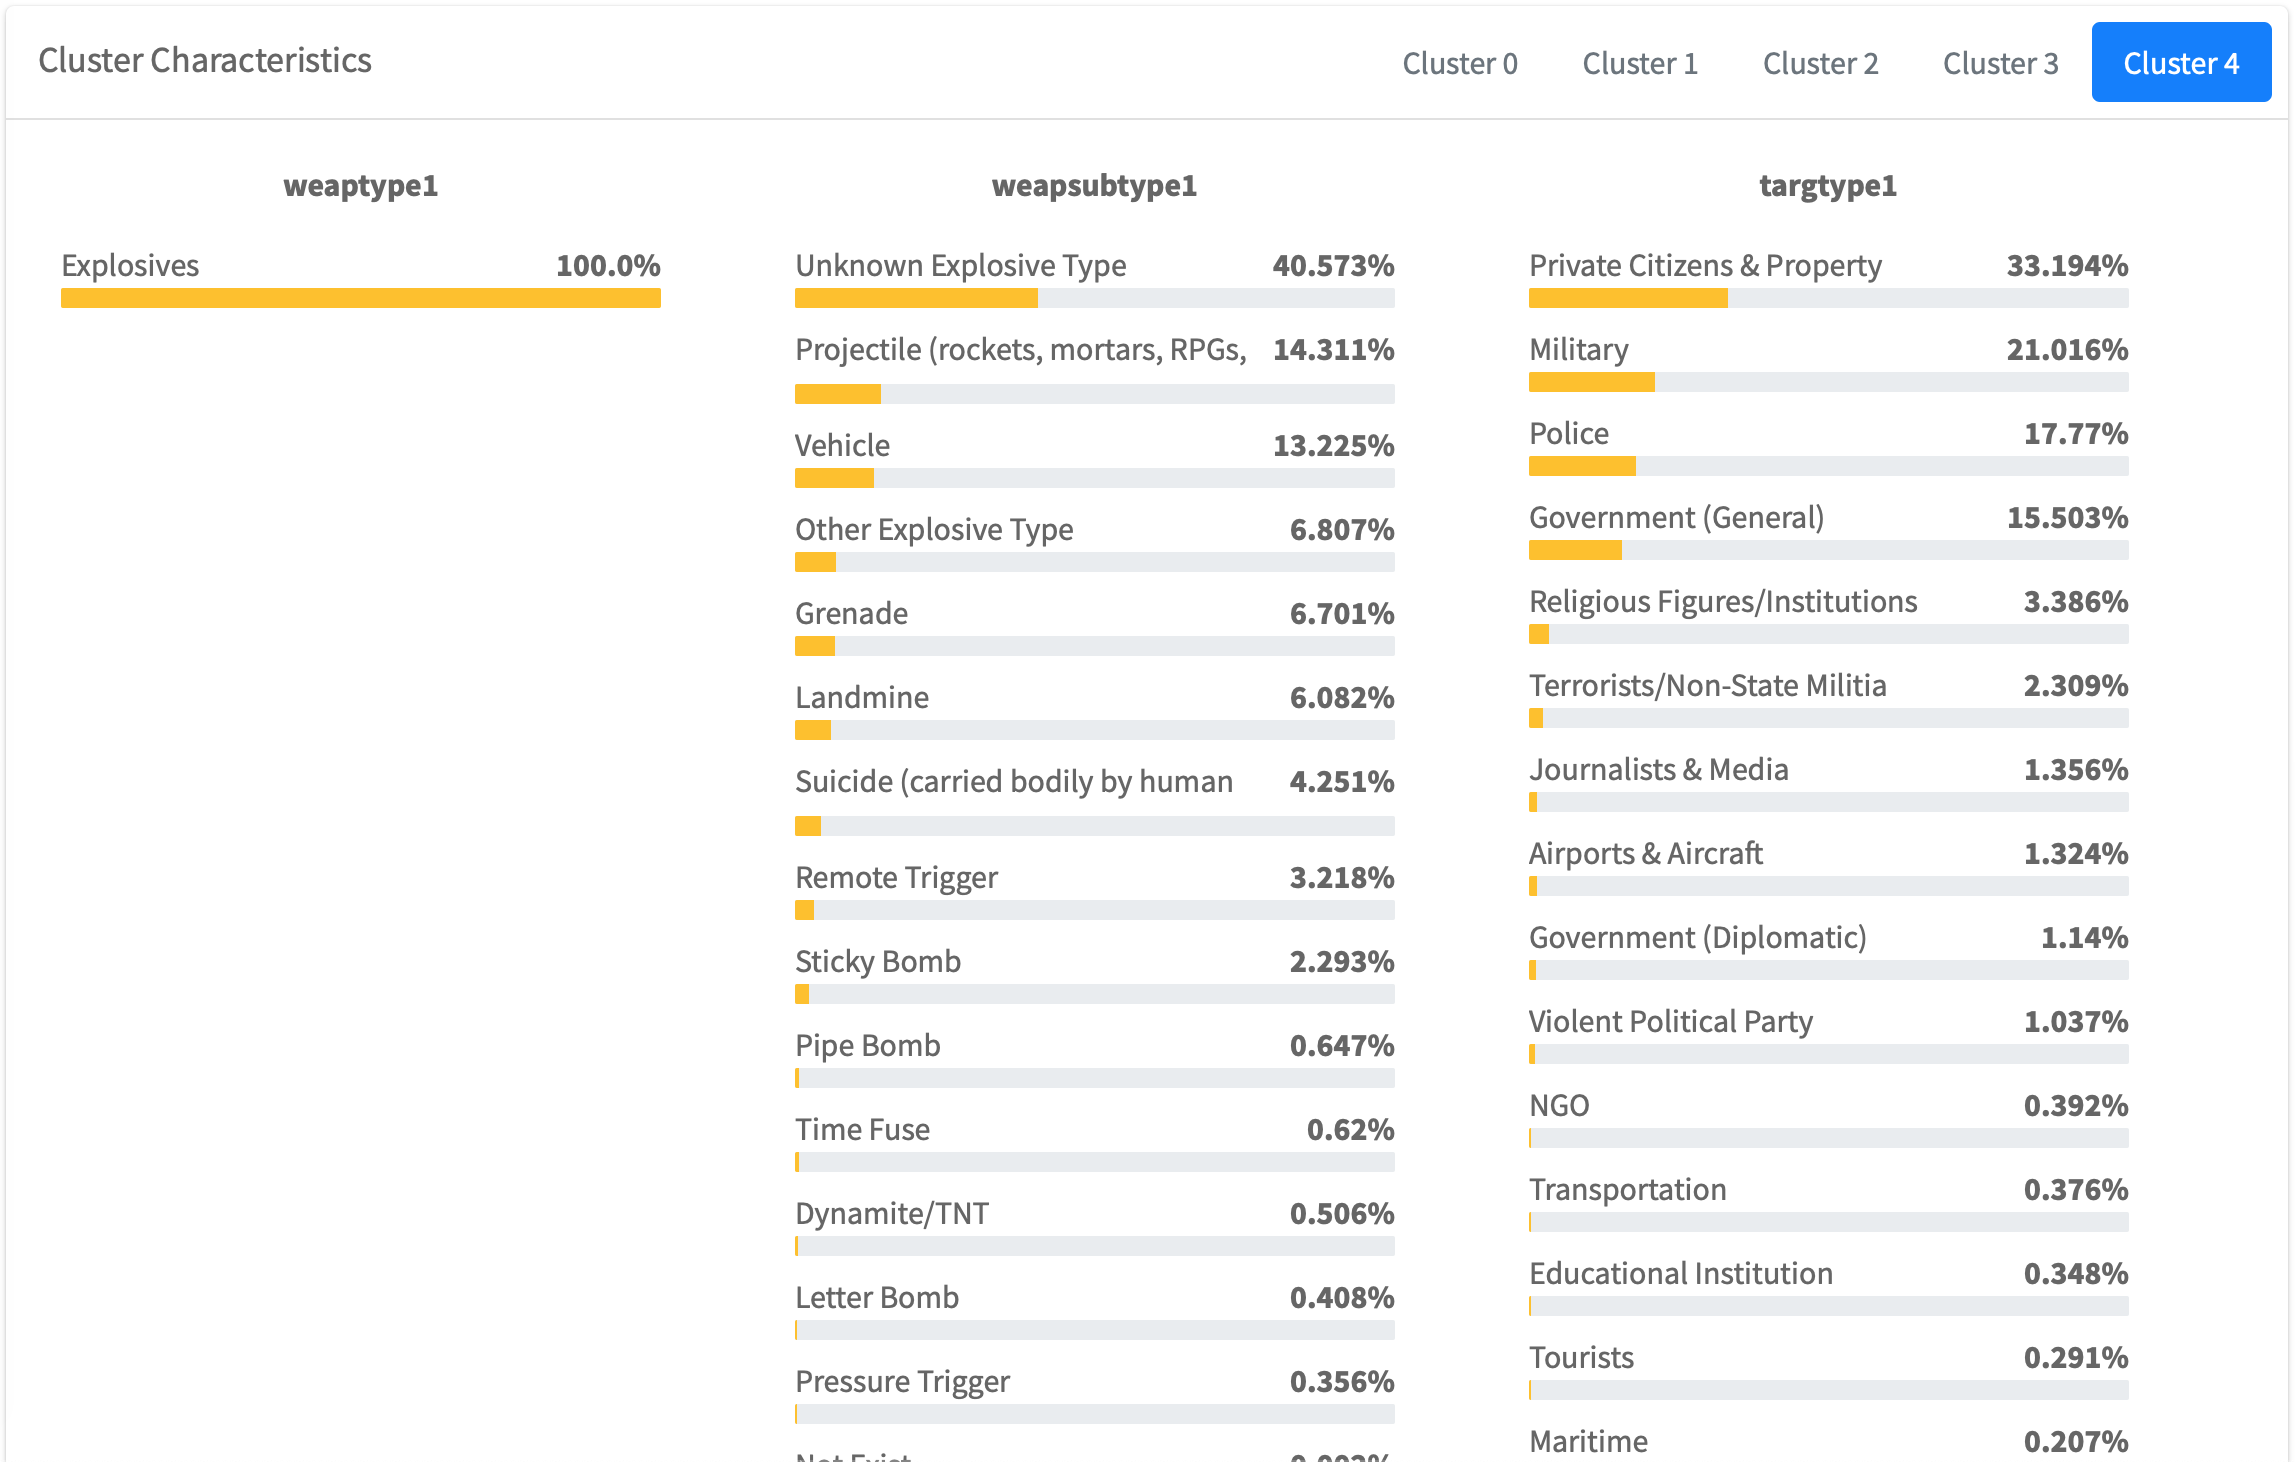 Cluster Characteristics
Cluster 0
Cluster 1
Cluster 2
Cluster 3
Cluster 4
weaptype1
Explosives 100.0%
weapsubtype1
Unknown Explosive Type 40.573%
Projectile (rockets, mortars, RPGs, 14.311%
Vehicle 13.225%
Other Explosive Type 6.807%
Grenade 6.701%
Landmine 6.082%
Suicide (carried bodily by human 4.251%
Remote Trigger 3.218%
Sticky Bomb 2.293%
Pipe Bomb 0.647%
Time Fuse 0.62%
Dynamite/TNT 0.506%
Letter Bomb 0.408%
Pressure Trigger 0.356%
Not Exist
targtype1
Private Citizens & Property 33.194%
Military 21.016%
Police 17.77%
Government (General) 15.503%
Religious Figures/Institutions 3.386%
Terrorists/Non-State Militia 2.309%
Journalists & Media 1.356%
Airports & Aircraft 1.324%
Government (Diplomatic) 1.14%
Violent Political Party 1.037%
NGO 0.392%
Transportation 0.376%
Educational Institution 0.348%
Tourists 0.291%
Maritime 0.207%